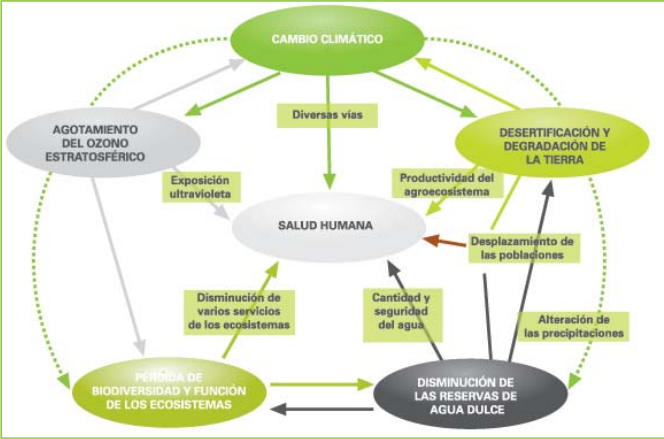 CAMBIO CLIMÁTICO
Diversas vías
AGOTAMIENTO
DEL OZONO
ESTRATOSFÉRICO
DESERTIFICACIÓN Y
DEGRADACIÓN DE
LA TIERRA
Exposición
ultravioleta
Productividad del
agroecosistema
SALUD HUMANA
Desplazamiento de
las poblaciones
Disminución de
varios servicios
de los ecosistemas
Cantidad y
seguridad
del agua
Alteración de
las precipitaciones
PÉRDIDA DE
BIODIVERSIDAD Y FUNCIÓN
DE LOS ECOSISTEMAS
DISMINUCIÓN DE
LAS RESERVAS DE
AGUA DULCE